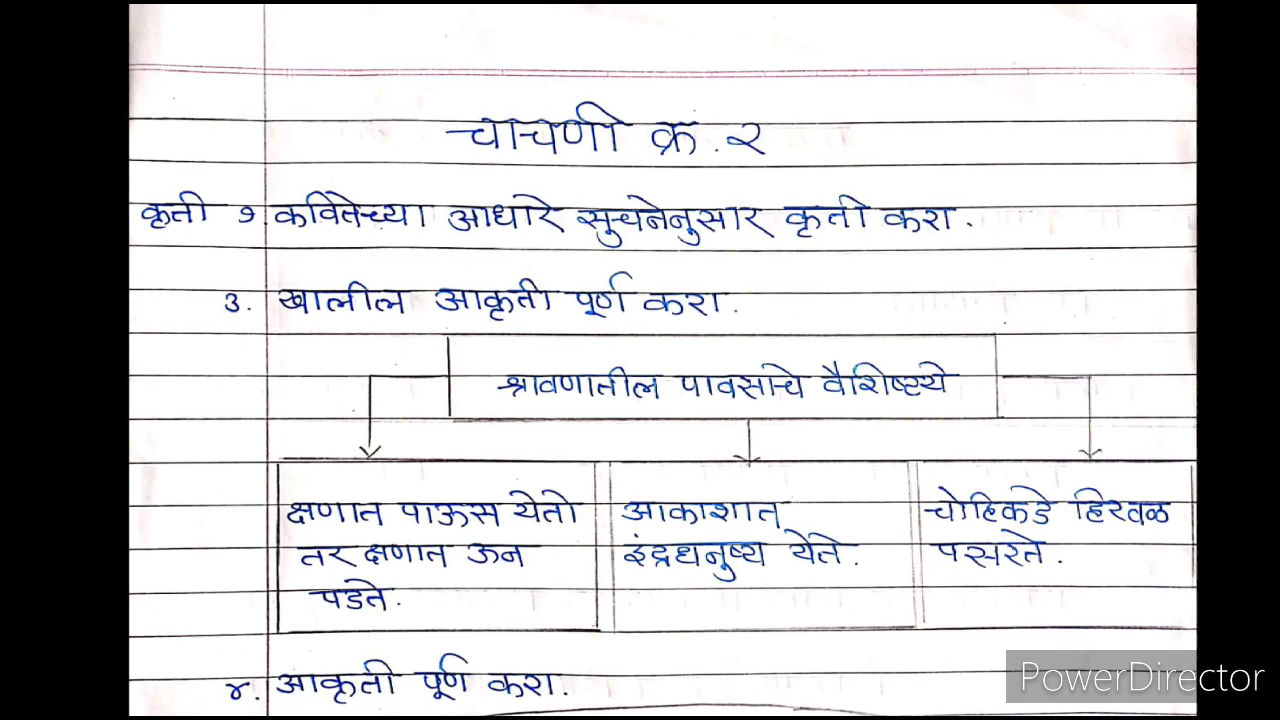 चाचणी क्र. २
कृती १ कवितेच्या आधारे सुचनेनुसार कृती करा.
३. खालील आकृती पूर्ण करा.
श्रावणातील पावसाचे वैशिष्ट्ये
क्षणात पाऊस येतो
तर क्षणात ऊन
पडते.
आकाशात
इंद्रधनुष्य येते.
चोहिकडे हिरवळ
पसरते.
४. आकृती पूर्ण करा.
PowerDirector